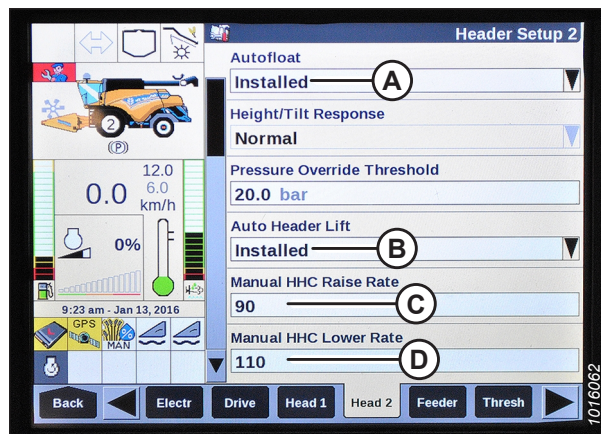 Header Setup 2
Autofloat
Installed
A
Height/Tilt Response
Normal
Pressure Override Threshold
20.0 bar
Auto Header Lift
Installed
B
Manual HHC Raise Rate
90
C
Manual HHC Lower Rate
110
D
2
(P)
12.0
0.0
6.0
km/h
0%
9:23 am - Jan 13, 2016
L
GPS
MAN
Back
Electr
Drive
Head 1
Head 2
Feeder
Thresh
1016062